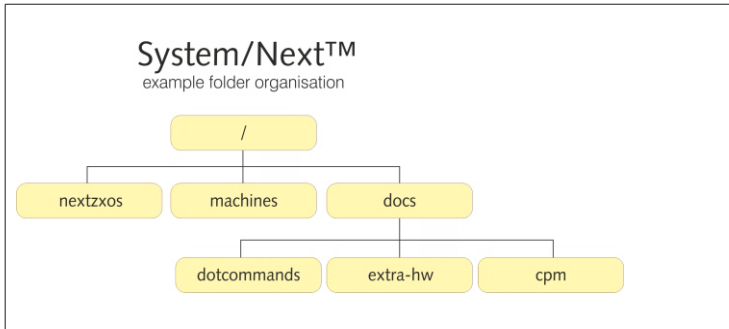 System/Next™
example folder organisation
/
nextzxos machines docs
dotcommands extra-hw cpm